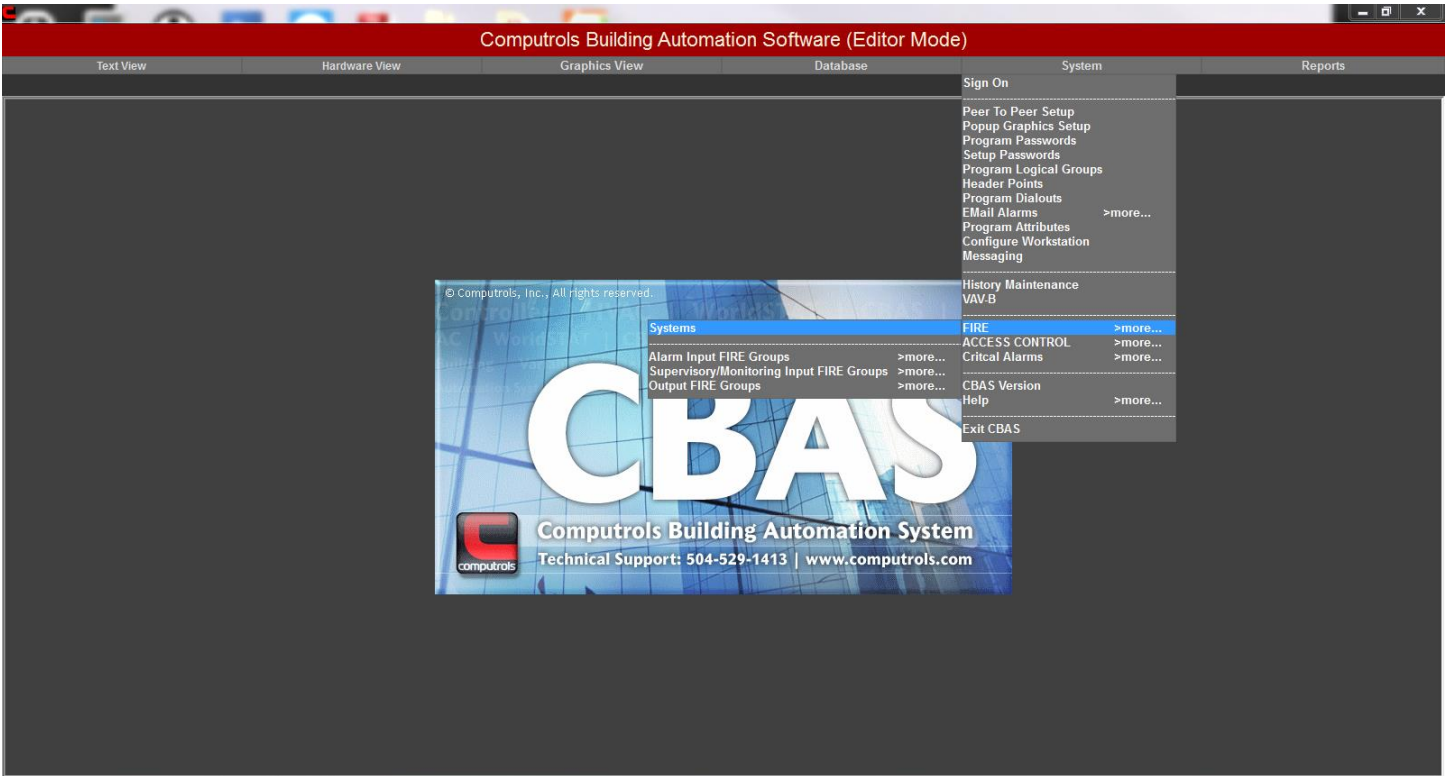 Computrols Building Automation Software (Editor Mode)
Text View Hardware View Graphics View Database System Reports
Sign On
Peer To Peer Setup
Popup Graphics Setup
Program Passwords
Setup Passwords
Program Logical Groups
Header Points
Program Dialouts
EMail Alarms >more...
Program Attributes
Configure Workstation
Messaging
History Maintenance
VAV-B
FIRE >more...
ACCESS CONTROL >more...
Critcal Alarms >more...
CBAS Version
Help >more...
Exit CBAS
Systems
Alarm Input FIRE Groups >more...
Supervisory/Monitoring Input FIRE Groups >more...
Output FIRE Groups >more...
© Computrols, Inc., All rights reserved.
CBAS
Computrols Building Automation System
Technical Support: 504-529-1413 | www.computrols.com
computrols